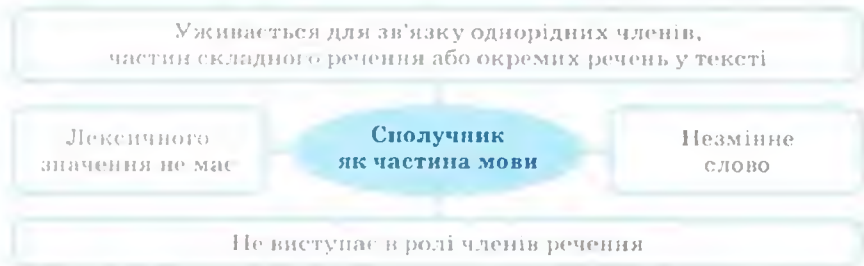 Уживається для зв'язку однорідних членів,
частин складного речення або окремих речень у тексті
Лексичного
значення не має
Сполучник
як частина мови
Незмінне
слово
Не виступає в ролі членів речення